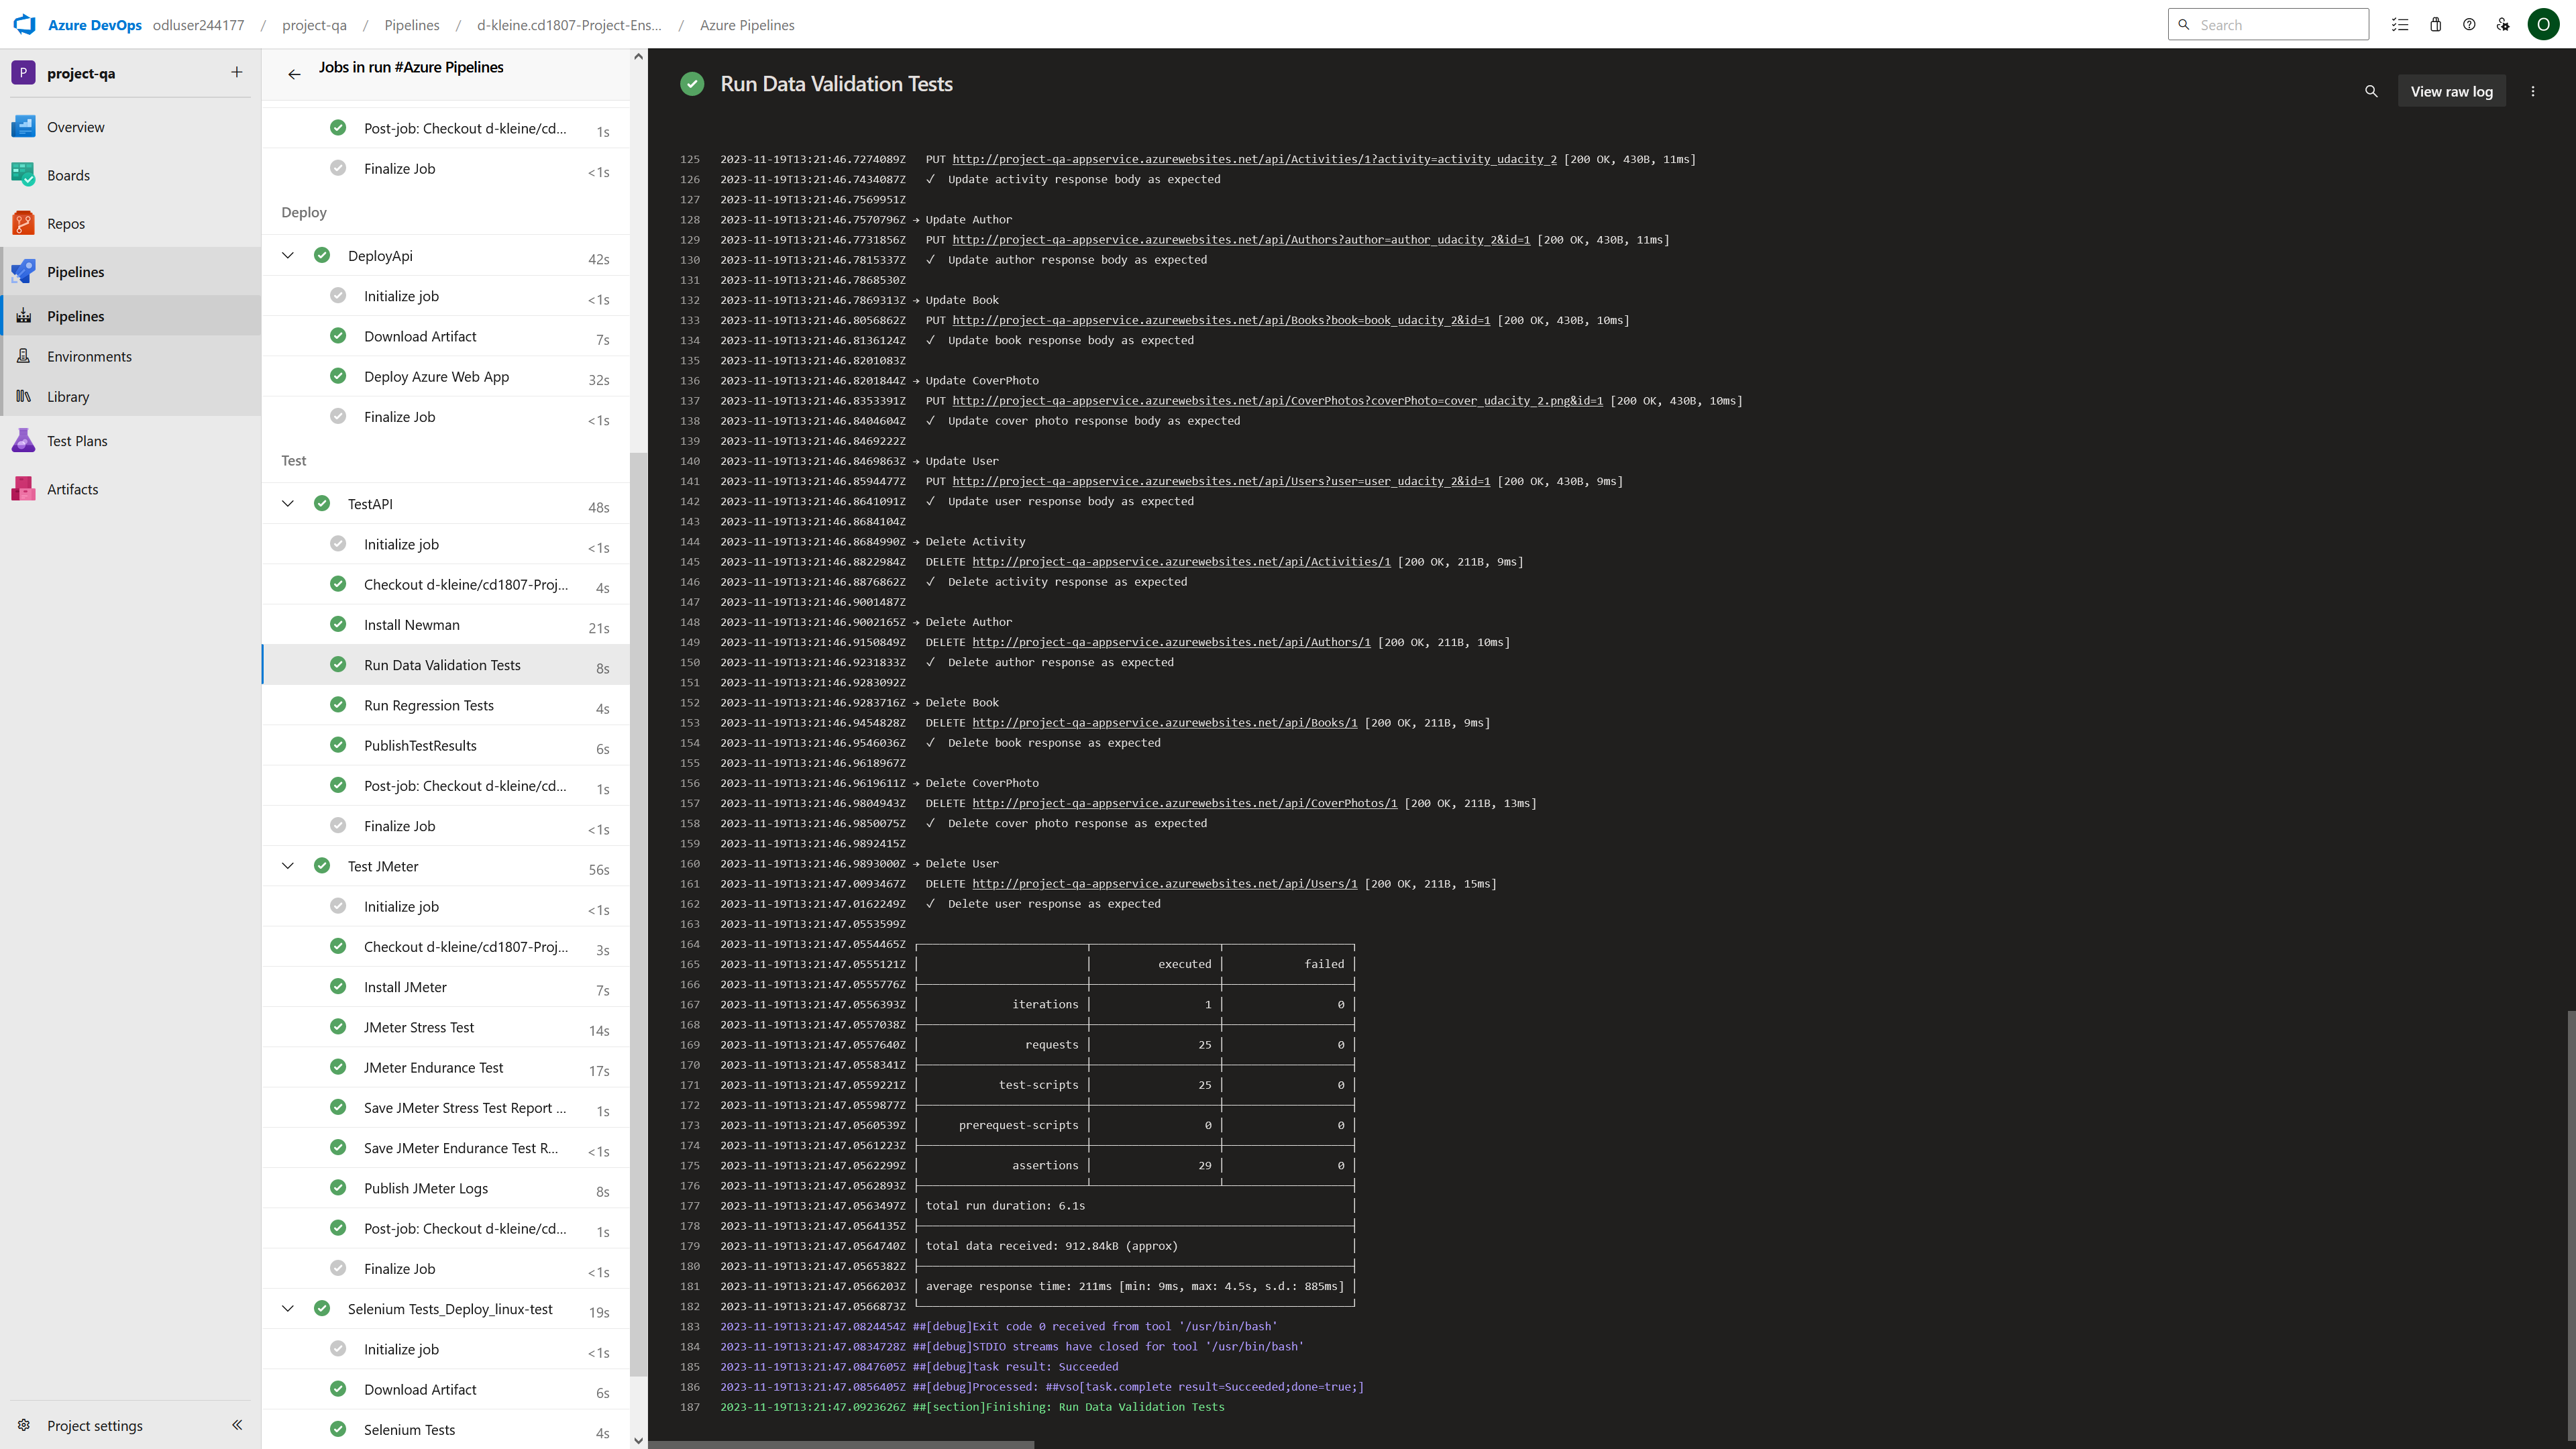 Azure DevOps odluser244177 / project-qa / Pipelines / d-kleine.cd1807-Project-Ens... / Azure Pipelines
Search
O
P project-qa +
Overview
Boards
Repos
Pipelines
Pipelines
Environments
Library
Test Plans
Artifacts
Project settings
Jobs in run #Azure Pipelines
Post-job: Checkout d-kleine/cd... 1s
Finalize Job <1s
Deploy
DeployApi 42s
Initialize job <1s
Download Artifact 7s
Deploy Azure Web App 32s
Finalize Job <1s
Test
TestAPI 48s
Initialize job <1s
Checkout d-kleine/cd1807-Proj... 4s
Install Newman 21s
Run Data Validation Tests 8s
Run Regression Tests 4s
PublishTestResults 6s
Post-job: Checkout d-kleine/cd... 1s
Finalize Job <1s
Test JMeter 56s
Initialize job <1s
Checkout d-kleine/cd1807-Proj... 3s
Install JMeter 7s
JMeter Stress Test 14s
JMeter Endurance Test 17s
Save JMeter Stress Test Report ... 1s
Save JMeter Endurance Test R... <1s
Publish JMeter Logs 8s
Post-job: Checkout d-kleine/cd... 1s
Finalize Job <1s
Selenium Tests_Deploy_linux-test 19s
Initialize job <1s
Download Artifact 6s
Selenium Tests 4s
Run Data Validation Tests
View raw log
125 2023-11-19T13:21:46.7274089Z PUT http://project-qa-appservice.azurewebsites.net/api/Activities/1?activity=activity_udacity_2 [200 OK, 430B, 11ms]
126 2023-11-19T13:21:46.7434087Z √ Update activity response body as expected
127 2023-11-19T13:21:46.7569951Z
128 2023-11-19T13:21:46.7570796Z → Update Author
129 2023-11-19T13:21:46.7731856Z PUT http://project-qa-appservice.azurewebsites.net/api/Authors?author=author_udacity_2&id=1 [200 OK, 430B, 11ms]
130 2023-11-19T13:21:46.7815337Z √ Update author response body as expected
131 2023-11-19T13:21:46.7868530Z
132 2023-11-19T13:21:46.7869313Z → Update Book
133 2023-11-19T13:21:46.8056862Z PUT http://project-qa-appservice.azurewebsites.net/api/Books?book=book_udacity_2&id=1 [200 OK, 430B, 10ms]
134 2023-11-19T13:21:46.8136124Z √ Update book response body as expected
135 2023-11-19T13:21:46.8201083Z
136 2023-11-19T13:21:46.8201844Z → Update CoverPhoto
137 2023-11-19T13:21:46.8353391Z PUT http://project-qa-appservice.azurewebsites.net/api/CoverPhotos?coverPhoto=cover_udacity_2.png&id=1 [200 OK, 430B, 10ms]
138 2023-11-19T13:21:46.8404604Z √ Update cover photo response body as expected
139 2023-11-19T13:21:46.8469222Z
140 2023-11-19T13:21:46.8469863Z → Update User
141 2023-11-19T13:21:46.8594477Z PUT http://project-qa-appservice.azurewebsites.net/api/Users?user=user_udacity_2&id=1 [200 OK, 430B, 9ms]
142 2023-11-19T13:21:46.8641091Z √ Update user response body as expected
143 2023-11-19T13:21:46.8684104Z
144 2023-11-19T13:21:46.8684990Z → Delete Activity
145 2023-11-19T13:21:46.8822984Z DELETE http://project-qa-appservice.azurewebsites.net/api/Activities/1 [200 OK, 211B, 9ms]
146 2023-11-19T13:21:46.8876862Z √ Delete activity response as expected
147 2023-11-19T13:21:46.9001487Z
148 2023-11-19T13:21:46.9002165Z → Delete Author
149 2023-11-19T13:21:46.9150849Z DELETE http://project-qa-appservice.azurewebsites.net/api/Authors/1 [200 OK, 211B, 10ms]
150 2023-11-19T13:21:46.9231833Z √ Delete author response as expected
151 2023-11-19T13:21:46.9283092Z
152 2023-11-19T13:21:46.9283716Z → Delete Book
153 2023-11-19T13:21:46.9454828Z DELETE http://project-qa-appservice.azurewebsites.net/api/Books/1 [200 OK, 211B, 9ms]
154 2023-11-19T13:21:46.9546036Z √ Delete book response as expected
155 2023-11-19T13:21:46.9618967Z
156 2023-11-19T13:21:46.9619611Z → Delete CoverPhoto
157 2023-11-19T13:21:46.9804943Z DELETE http://project-qa-appservice.azurewebsites.net/api/CoverPhotos/1 [200 OK, 211B, 13ms]
158 2023-11-19T13:21:46.9850075Z √ Delete cover photo response as expected
159 2023-11-19T13:21:46.9892415Z
160 2023-11-19T13:21:46.9893000Z → Delete User
161 2023-11-19T13:21:47.0093467Z DELETE http://project-qa-appservice.azurewebsites.net/api/Users/1 [200 OK, 211B, 15ms]
162 2023-11-19T13:21:47.0162249Z √ Delete user response as expected
163 2023-11-19T13:21:47.0553599Z
164 2023-11-19T13:21:47.0554465Z
165 2023-11-19T13:21:47.0555121Z executed failed
166 2023-11-19T13:21:47.0555776Z
167 2023-11-19T13:21:47.0556393Z iterations 1 0
168 2023-11-19T13:21:47.0557038Z
169 2023-11-19T13:21:47.0557640Z requests 25 0
170 2023-11-19T13:21:47.0558341Z
171 2023-11-19T13:21:47.0559221Z test-scripts 25 0
172 2023-11-19T13:21:47.0559877Z
173 2023-11-19T13:21:47.0560539Z prerequest-scripts 0 0
174 2023-11-19T13:21:47.0561223Z
175 2023-11-19T13:21:47.0562299Z assertions 29 0
176 2023-11-19T13:21:47.0562893Z
177 2023-11-19T13:21:47.0563497Z total run duration: 6.1s
178 2023-11-19T13:21:47.0564135Z
179 2023-11-19T13:21:47.0564740Z total data received: 912.84kB (approx)
180 2023-11-19T13:21:47.0565382Z
181 2023-11-19T13:21:47.0566203Z average response time: 211ms [min: 9ms, max: 4.5s, s.d.: 885ms]
182 2023-11-19T13:21:47.0566873Z
183 2023-11-19T13:21:47.0824454Z ##[debug]Exit code 0 received from tool '/usr/bin/bash'
184 2023-11-19T13:21:47.0834728Z ##[debug]STDIO streams have closed for tool '/usr/bin/bash'
185 2023-11-19T13:21:47.0847605Z ##[debug]task result: Succeeded
186 2023-11-19T13:21:47.0856405Z ##[debug]Processed: ##vso[task.complete result=Succeeded;done=true;]
187 2023-11-19T13:21:47.0923626Z ##[section]Finishing: Run Data Validation Tests